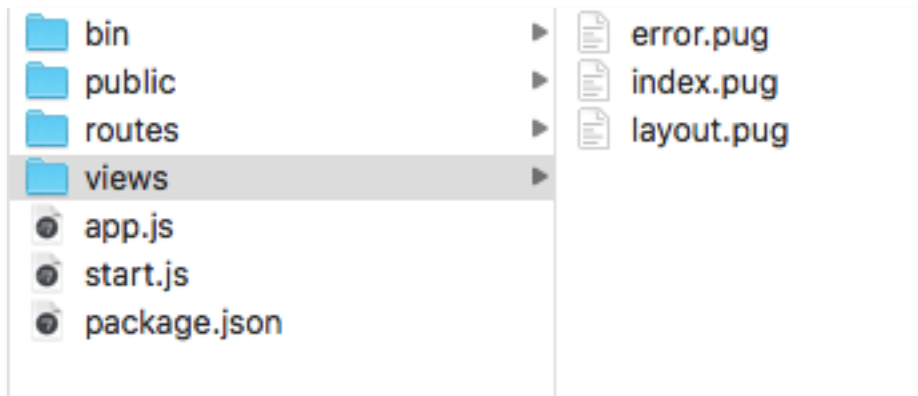 bin
public
routes
views
app.js
start.js
package.json
error.pug
index.pug
layout.pug